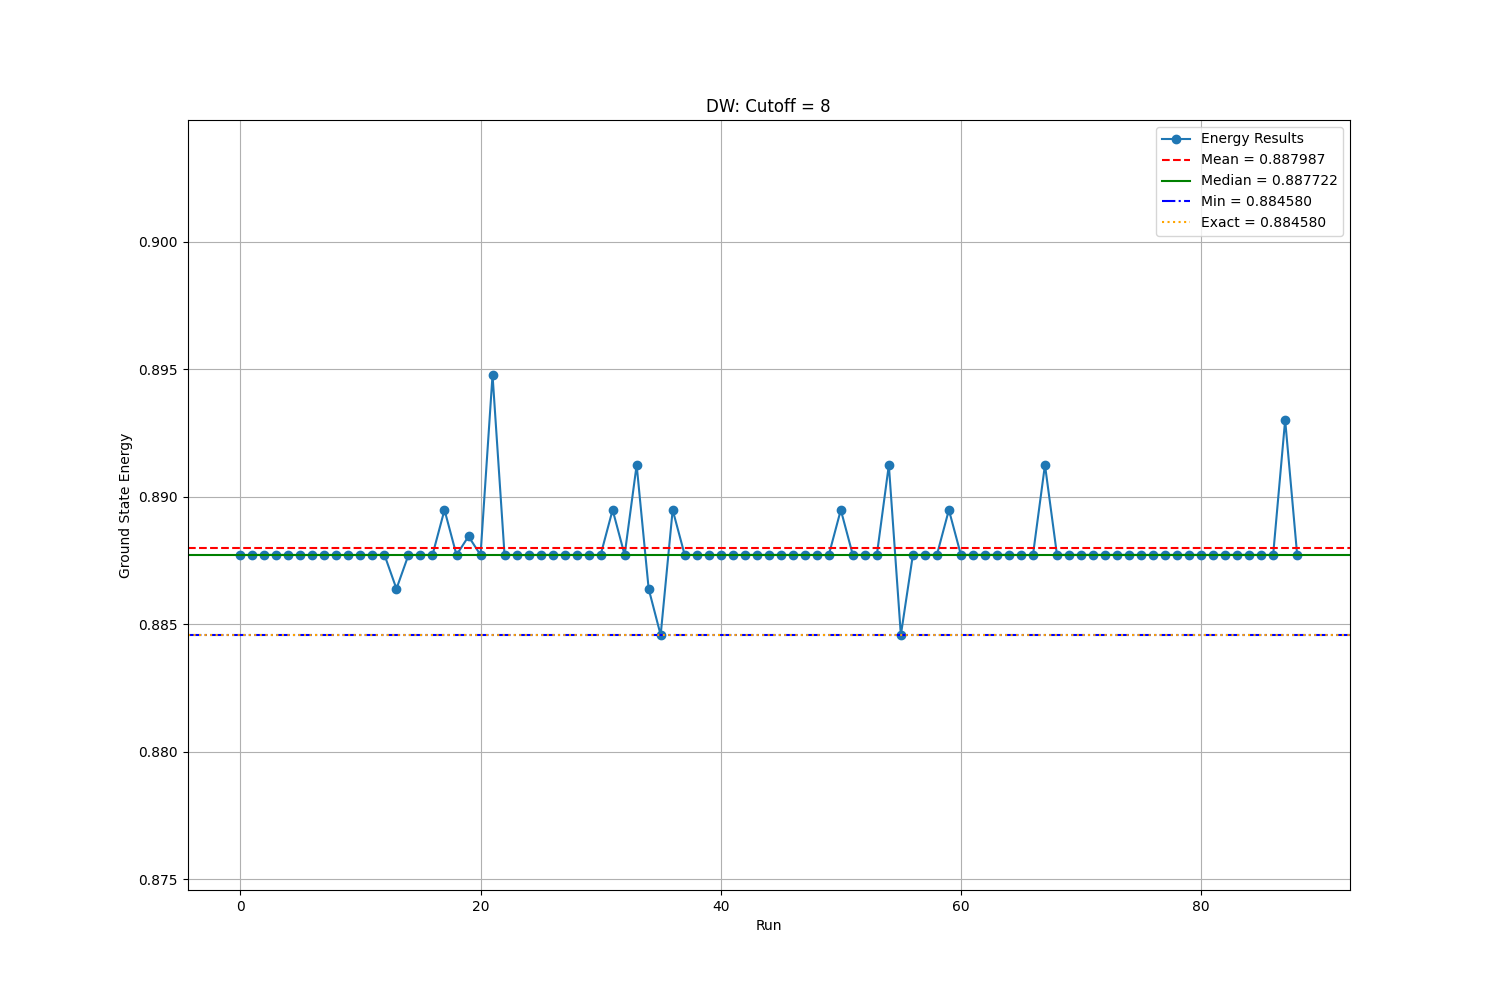 DW: Cutoff = 8
Energy Results
Mean = 0.887987
Median = 0.887722
Min = 0.884580
Exact = 0.884580
Ground State Energy
0.900
0.895
0.890
0.885
0.880
0.875
0 20 40 60 80
Run